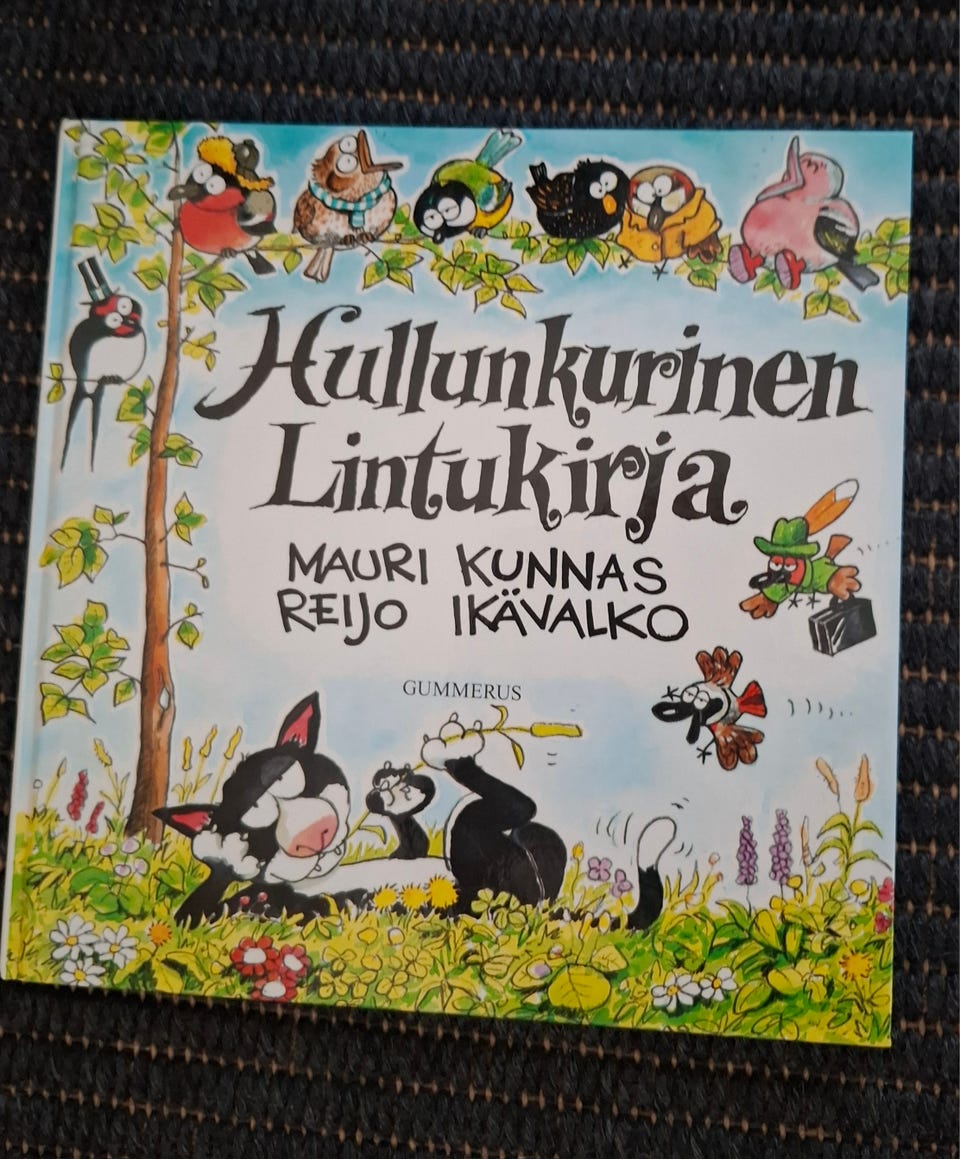 Hullunkurinen
Lintukirja
MAURI KUNNAS
REIJO IKÄVALKO
GUMMERUS